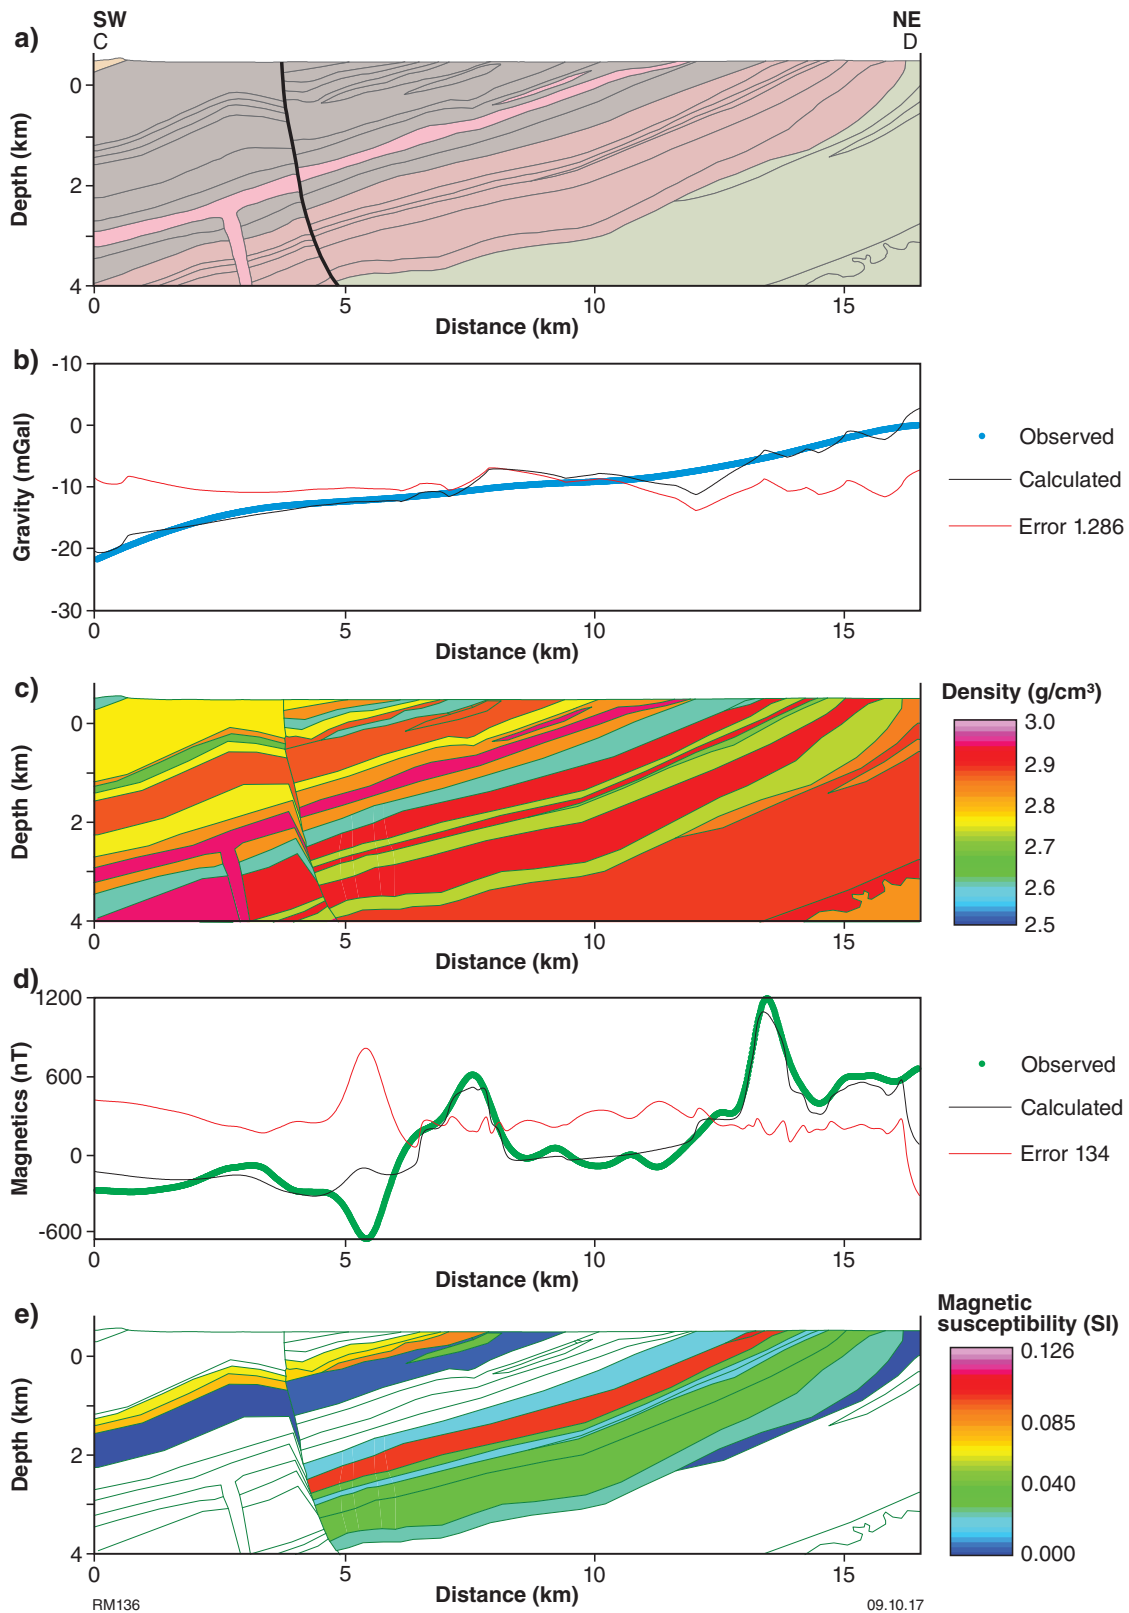 SW
NE
a)
C
D
0
2
4
Depth (km)
0
5
10
15
Distance (km)
b)
-10
0
-10
-20
-30
Gravity (mGal)
0
5
10
15
Distance (km)
Observed
Calculated
Error 1.286
c)
0
2
4
Depth (km)
0
5
10
15
Distance (km)
Density (g/cm³)
3.0
2.9
2.8
2.7
2.6
2.5
d)
1200
600
0
-600
Magnetics (nT)
0
5
10
15
Distance (km)
Observed
Calculated
Error 134
e)
0
2
4
Depth (km)
0
5
10
15
Distance (km)
Magnetic
susceptibility (SI)
0.126
0.085
0.040
0.000
RM136
09.10.17